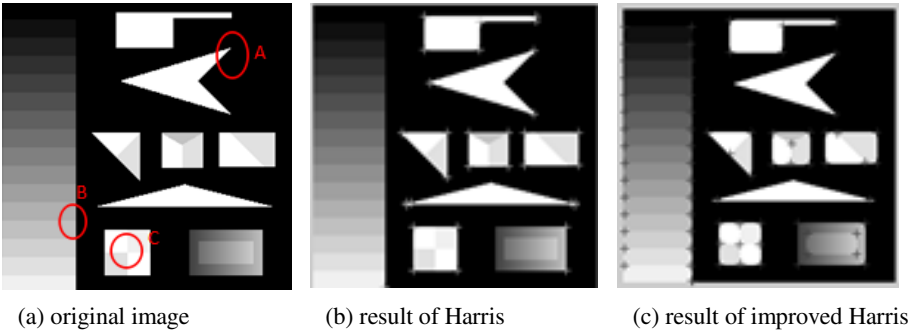 A
B
C
(a) original image
(b) result of Harris
(c) result of improved Harris